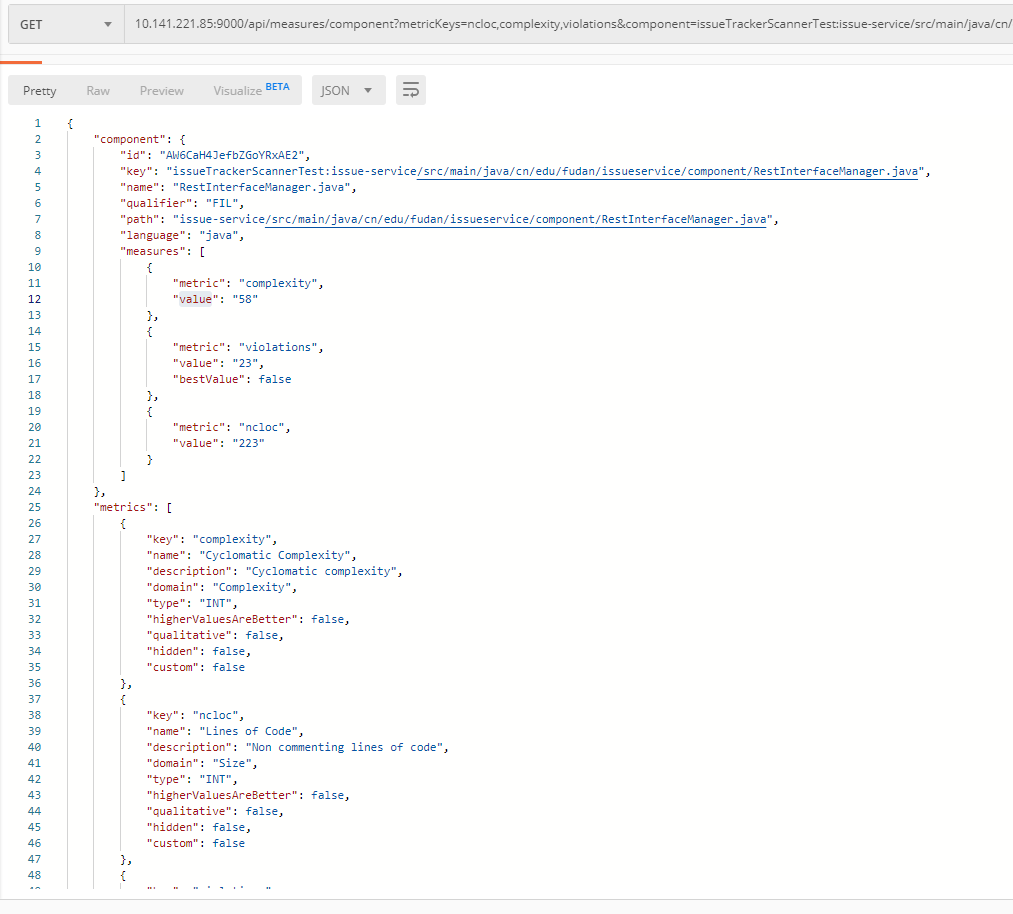 GET
10.141.221.85:9000/api/measures/component?metricKeys=ncloc,complexity,violations&component=issueTrackerScannerTest:issue-service/src/main/java/cn/
Pretty Raw Preview Visualize BETA JSON
1 {
2 "component": {
3 "id": "AW6CaH4JefbZGoYRxAE2",
4 "key": "issueTrackerScannerTest:issue-service/src/main/java/cn/edu/fudan/issueservice/component/RestInterfaceManager.java",
5 "name": "RestInterfaceManager.java",
6 "qualifier": "FIL",
7 "path": "issue-service/src/main/java/cn/edu/fudan/issueservice/component/RestInterfaceManager.java",
8 "language": "java",
9 "measures": [
10 {
11 "metric": "complexity",
12 "value": "58"
13 },
14 {
15 "metric": "violations",
16 "value": "23",
17 "bestValue": false
18 },
19 {
20 "metric": "ncloc",
21 "value": "223"
22 }
23 ]
24 },
25 "metrics": [
26 {
27 "key": "complexity",
28 "name": "Cyclomatic Complexity",
29 "description": "Cyclomatic complexity",
30 "domain": "Complexity",
31 "type": "INT",
32 "higherValuesAreBetter": false,
33 "qualitative": false,
34 "hidden": false,
35 "custom": false
36 },
37 {
38 "key": "ncloc",
39 "name": "Lines of Code",
40 "description": "Non commenting lines of code",
41 "domain": "Size",
42 "type": "INT",
43 "higherValuesAreBetter": false,
44 "qualitative": false,
45 "hidden": false,
46 "custom": false
47 },
48 {